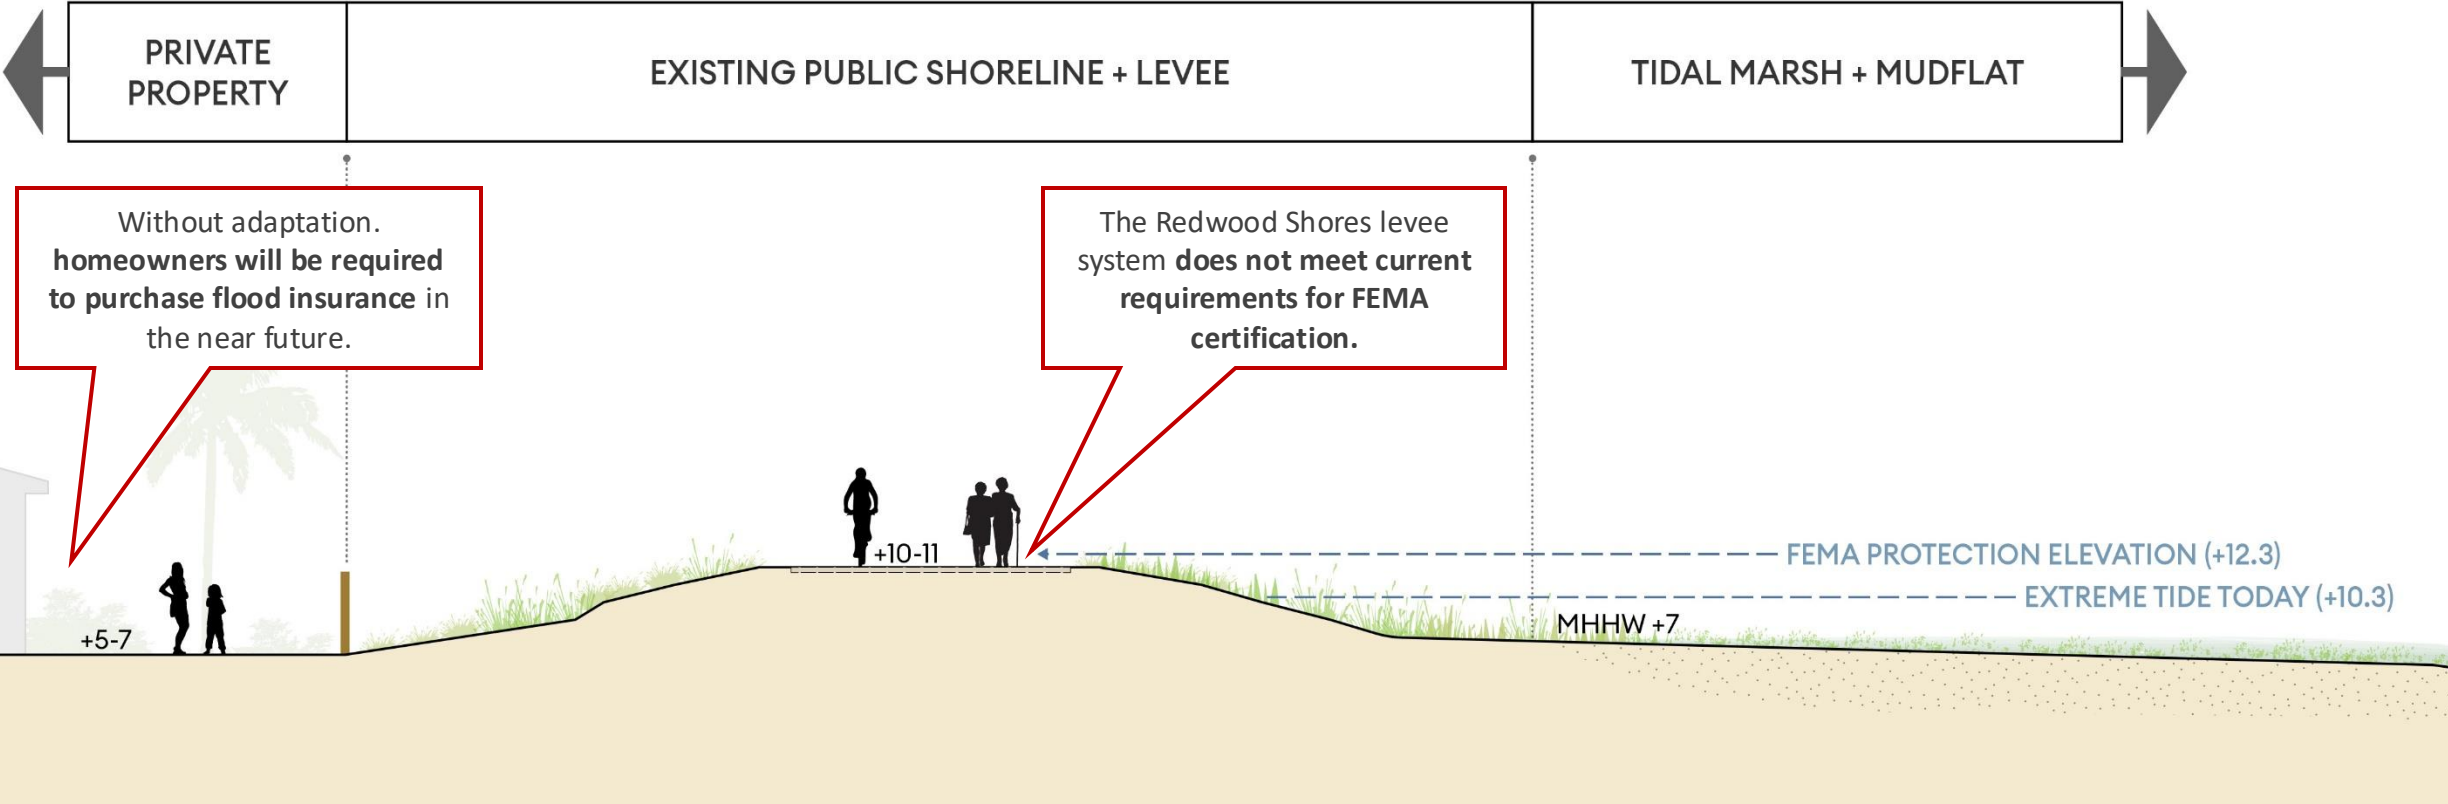 PRIVATE
PROPERTY
EXISTING PUBLIC SHORELINE + LEVEE
TIDAL MARSH + MUDFLAT
Without adaptation.
homeowners will be required
to purchase flood insurance in
the near future.
The Redwood Shores levee
system does not meet current
requirements for FEMA
certification.
+10-11
FEMA PROTECTION ELEVATION (+12.3)
EXTREME TIDE TODAY (+10.3)
MHHW +7
+5-7